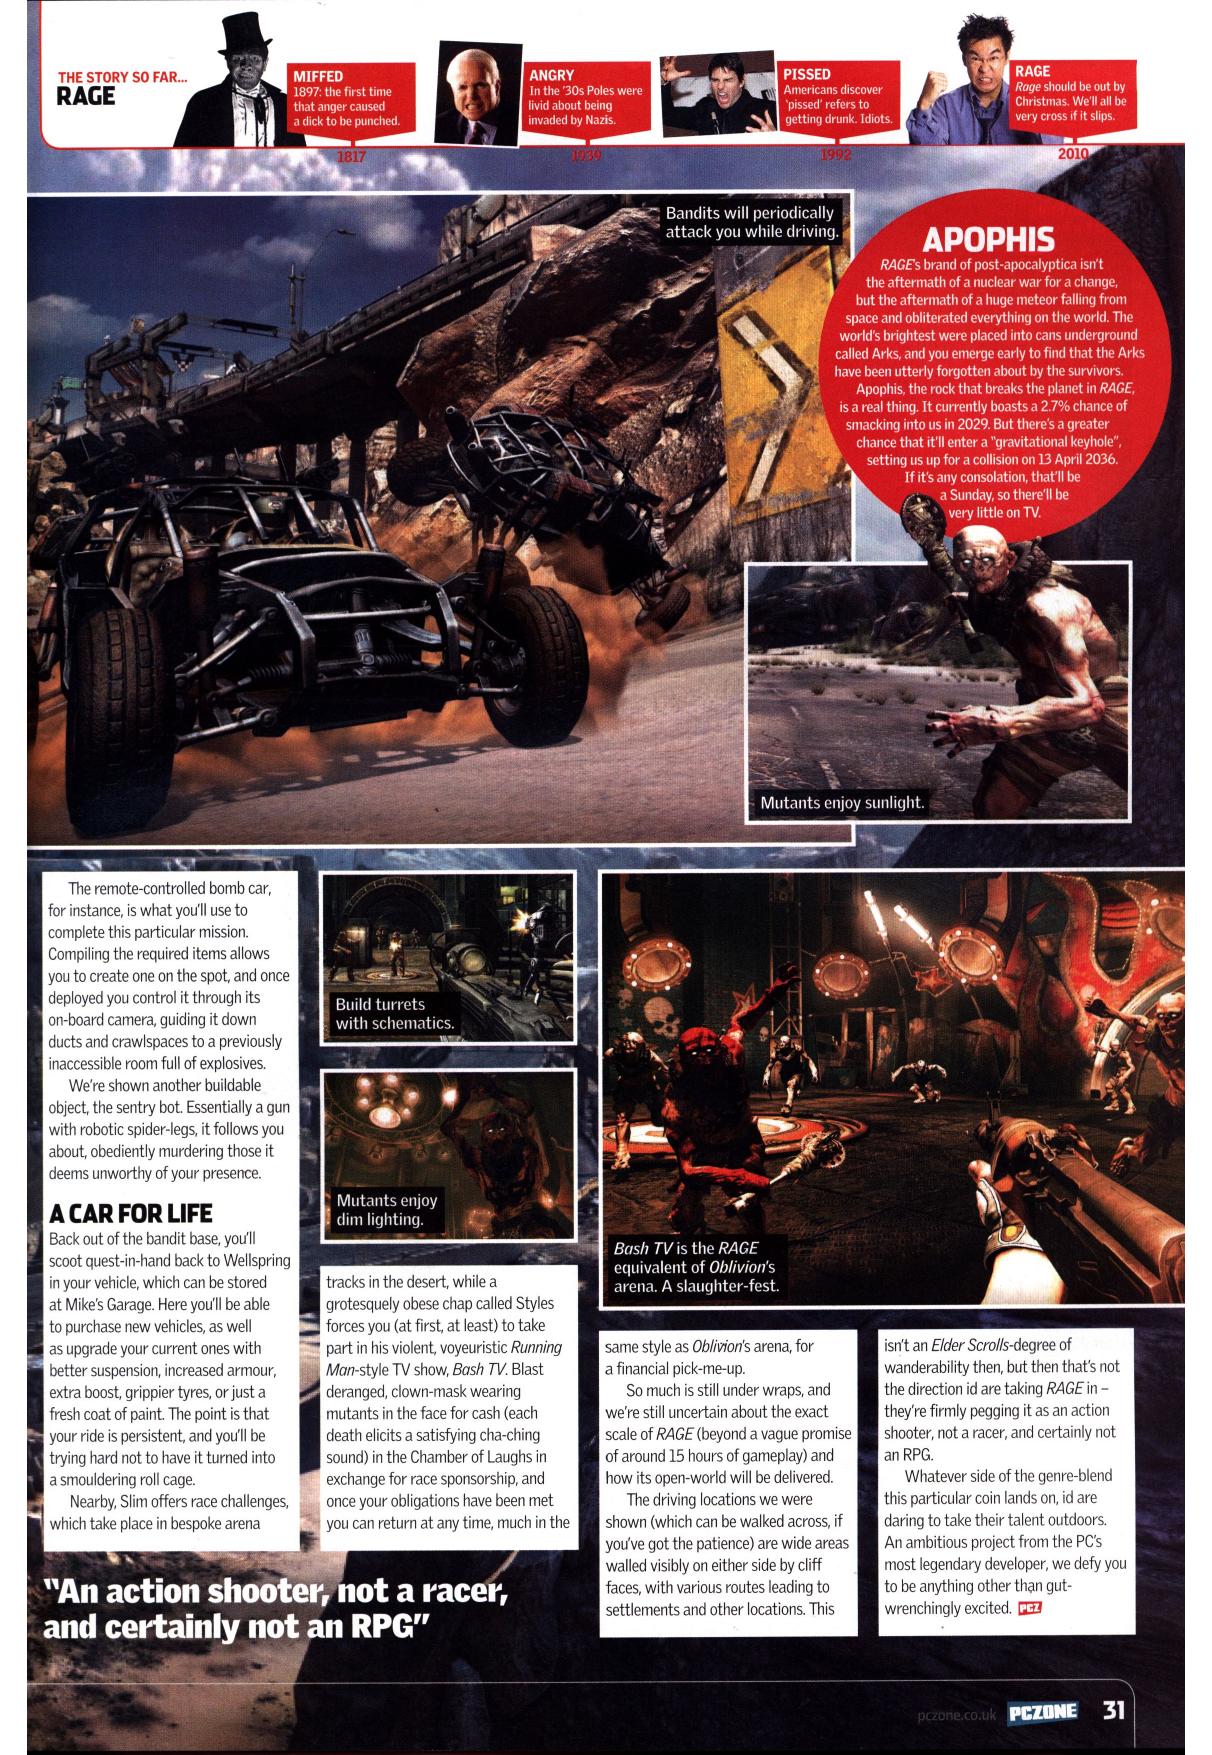 THE STORY SO FAR...
RAGE
MIFFED
1897: the first time
that anger caused
a dick to be punched.
1817
ANGRY
In the '30s Poles were
livid about being
invaded by Nazis.
1939
PISSED
Americans discover
'pissed' refers to
getting drunk. Idiots.
1992
RAGE
Rage should be out by
Christmas. We'll all be
very cross if it slips.
2010
Bandits will periodically
attack you while driving.
APOPHIS
RAGE's brand of post-apocalyptica isn't
the aftermath of a nuclear war for a change,
but the aftermath of a huge meteor falling from
space and obliterated everything on the world. The
world's brightest were placed into cans underground
called Arks, and you emerge early to find that the Arks
have been utterly forgotten about by the survivors.
Apophis, the rock that breaks the planet in RAGE,
is a real thing. It currently boasts a 2.7% chance of
smacking into us in 2029. But there's a greater
chance that it'll enter a "gravitational keyhole",
setting us up for a collision on 13 April 2036.
If it's any consolation, that'll be
a Sunday, so there'll be
very little on TV.
Mutants enjoy sunlight.
The remote-controlled bomb car,
for instance, is what you'll use to
complete this particular mission.
Compiling the required items allows
you to create one on the spot, and once
deployed you control it through its
on-board camera, guiding it down
ducts and crawlspaces to a previously
inaccessible room full of explosives.
We're shown another buildable
object, the sentry bot. Essentially a gun
with robotic spider-legs, it follows you
about, obediently murdering those it
deems unworthy of your presence.
A CAR FOR LIFE
Back out of the bandit base, you'll
scoot quest-in-hand back to Wellspring
in your vehicle, which can be stored
at Mike's Garage. Here you'll be able
to purchase new vehicles, as well
as upgrade your current ones with
better suspension, increased armour,
extra boost, grippier tyres, or just a
fresh coat of paint. The point is that
your ride is persistent, and you'll be
trying hard not to have it turned into
a smouldering roll cage.
Nearby, Slim offers race challenges,
which take place in bespoke arena
Build turrets
with schematics.
Mutants enjoy
dim lighting.
tracks in the desert, while a
grotesquely obese chap called Styles
forces you (at first, at least) to take
part in his violent, voyeuristic Running
Man-style TV show, Bash TV. Blast
deranged, clown-mask wearing
mutants in the face for cash (each
death elicits a satisfying cha-ching
sound) in the Chamber of Laughs in
exchange for race sponsorship, and
once your obligations have been met
you can return at any time, much in the
Bash TV is the RAGE
equivalent of Oblivion's
arena. A slaughter-fest.
same style as Oblivion's arena, for
a financial pick-me-up.
So much is still under wraps, and
we're still uncertain about the exact
scale of RAGE (beyond a vague promise
of around 15 hours of gameplay) and
how its open-world will be delivered.
The driving locations we were
shown (which can be walked across, if
you've got the patience) are wide areas
walled visibly on either side by cliff
faces, with various routes leading to
settlements and other locations. This
isn't an Elder Scrolls-degree of
wanderability then, but then that's not
the direction id are taking RAGE in –
they're firmly pegging it as an action
shooter, not a racer, and certainly not
an RPG.
Whatever side of the genre-blend
this particular coin lands on, id are
daring to take their talent outdoors.
An ambitious project from the PC's
most legendary developer, we defy you
to be anything other than gut-
wrenchingly excited. PCZ
"An action shooter, not a racer,
and certainly not an RPG"
pczone.co.uk PCZONE 31